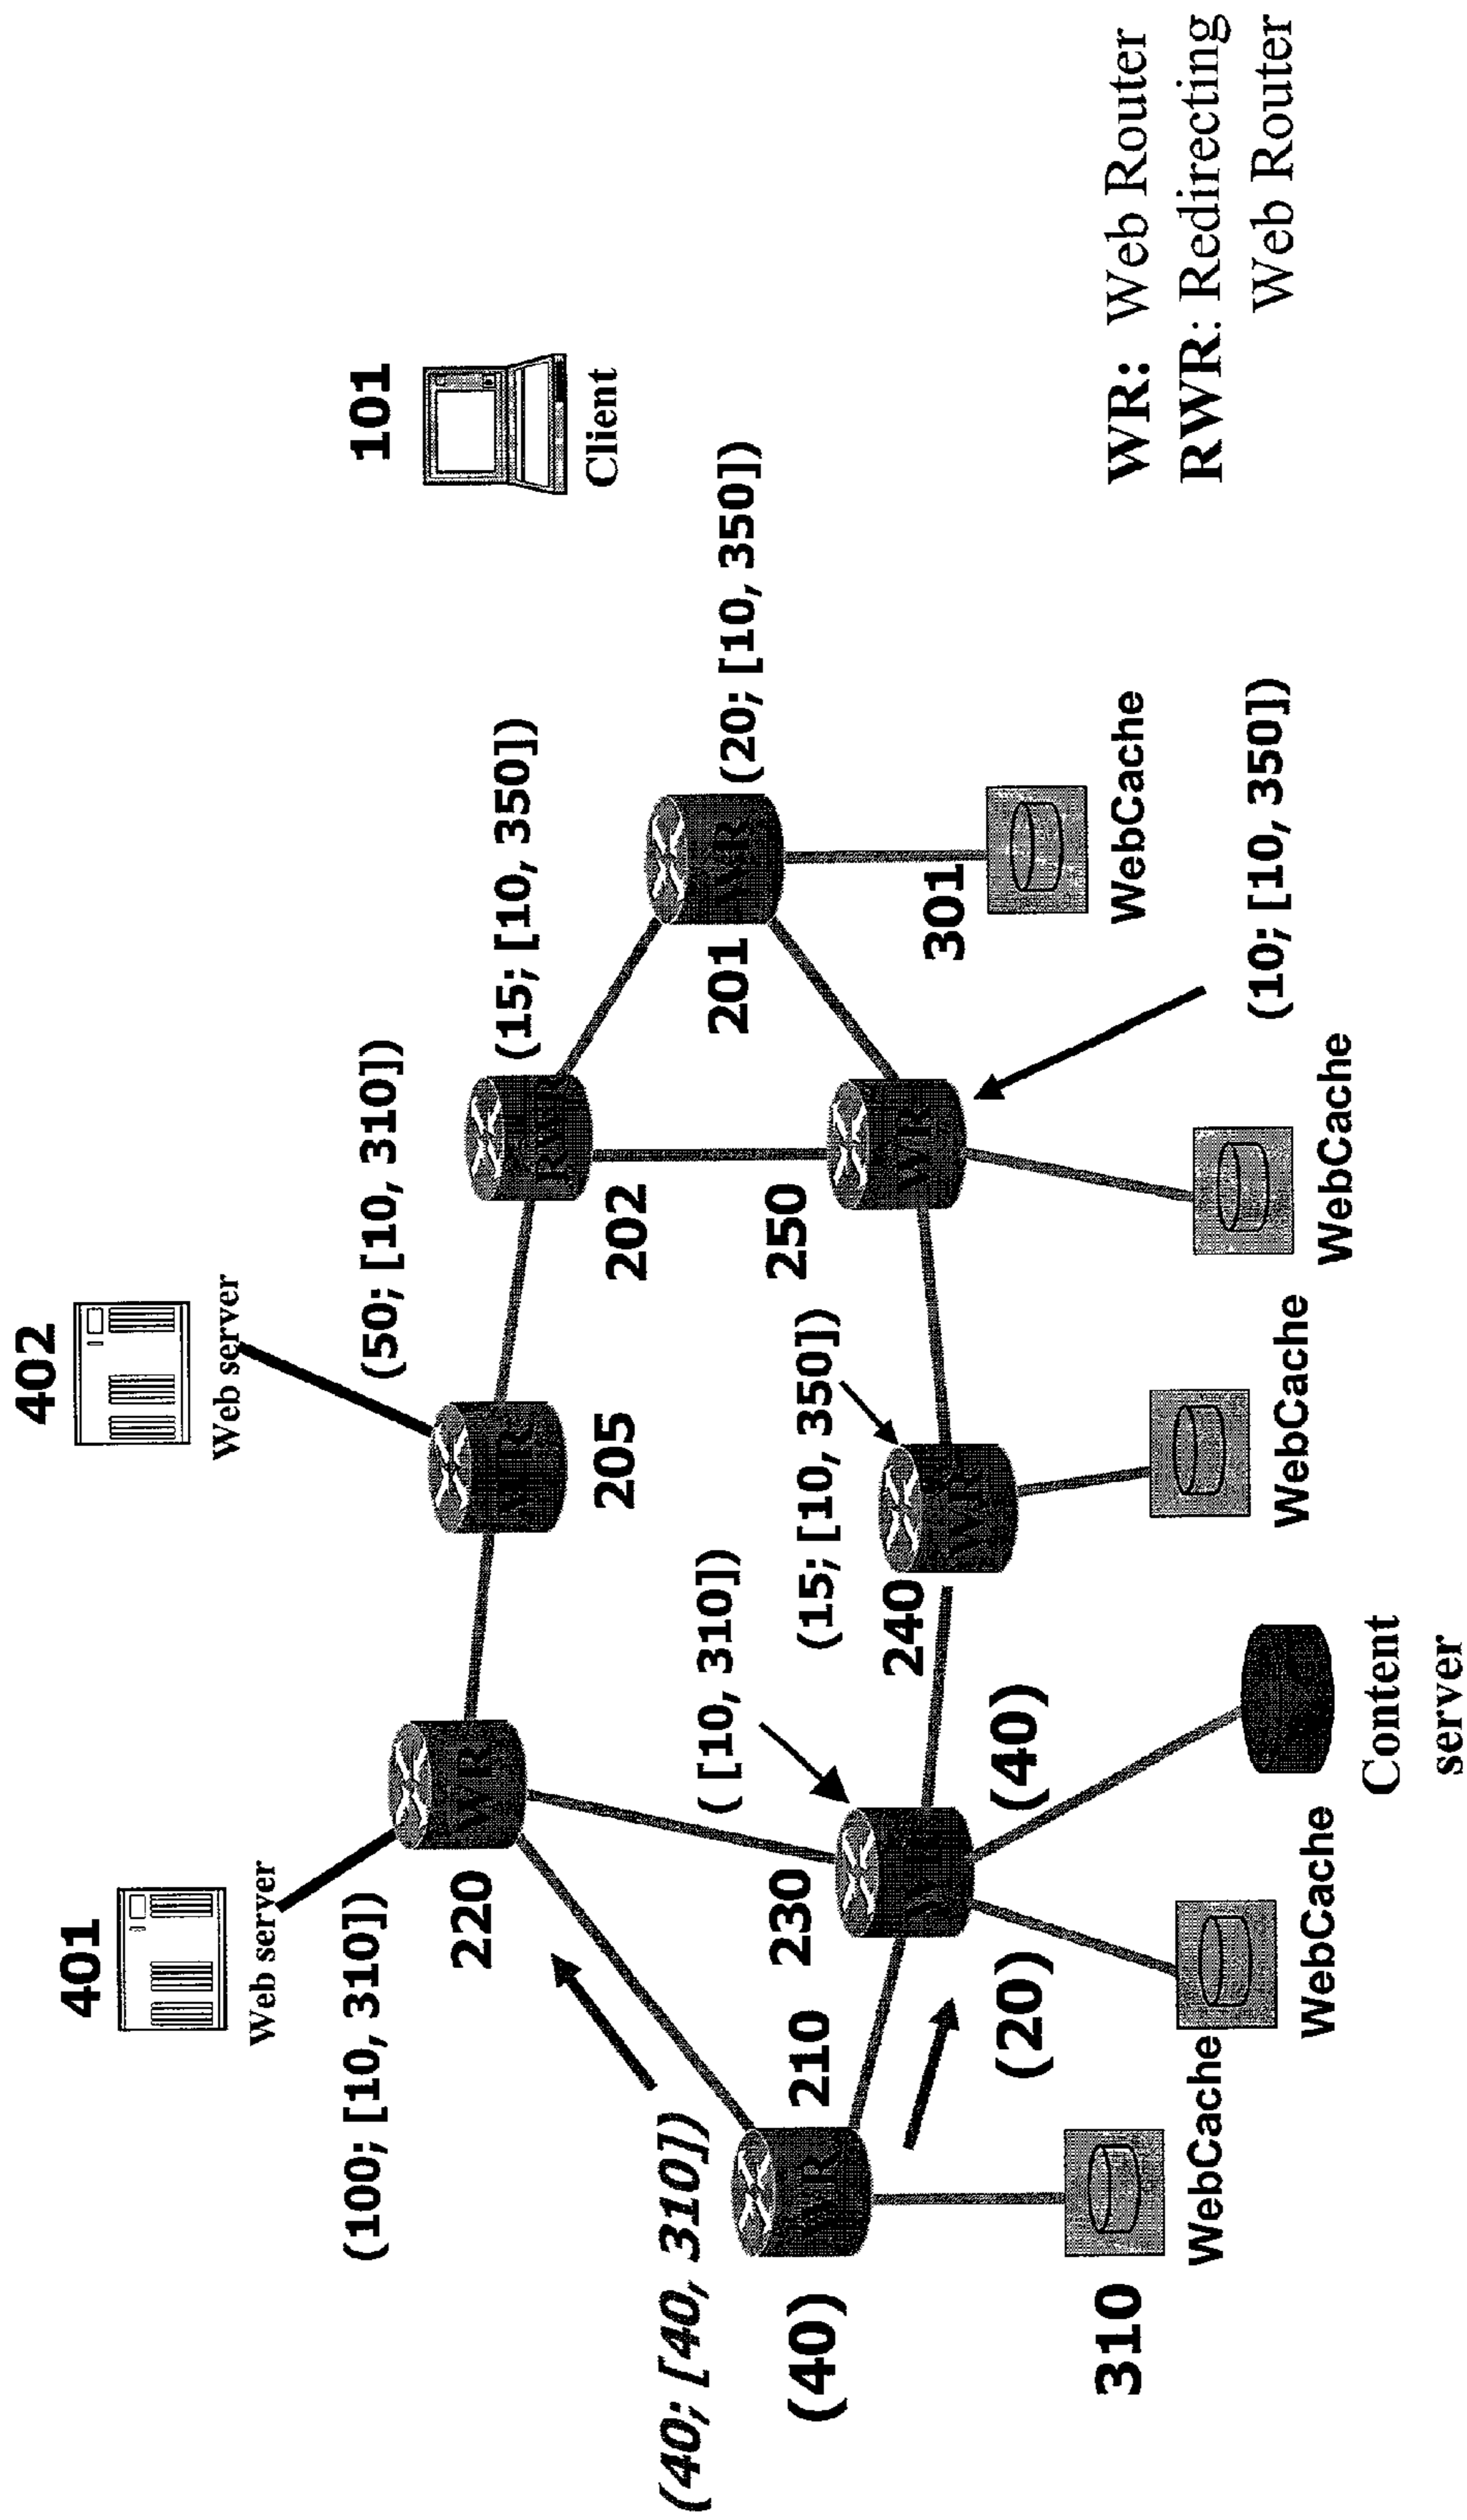 401
Web server
(100; [10, 310])
402
Web server
(50; [10, 310])
101
Client
WR
220
WR
205
RWR
202
(15; [10, 350])
(40; [40, 310])
( [10, 310])
(15; [10, 350])
250
WR
201
(20; [10, 350])
(40)
WR
210
230
WR
240
WR
WR
301
(20)
(40)
310
WebCache
WebCache
Content
server
WebCache
WebCache
WebCache
(10; [10, 350])
WR: Web Router
RWR: Redirecting
Web Router